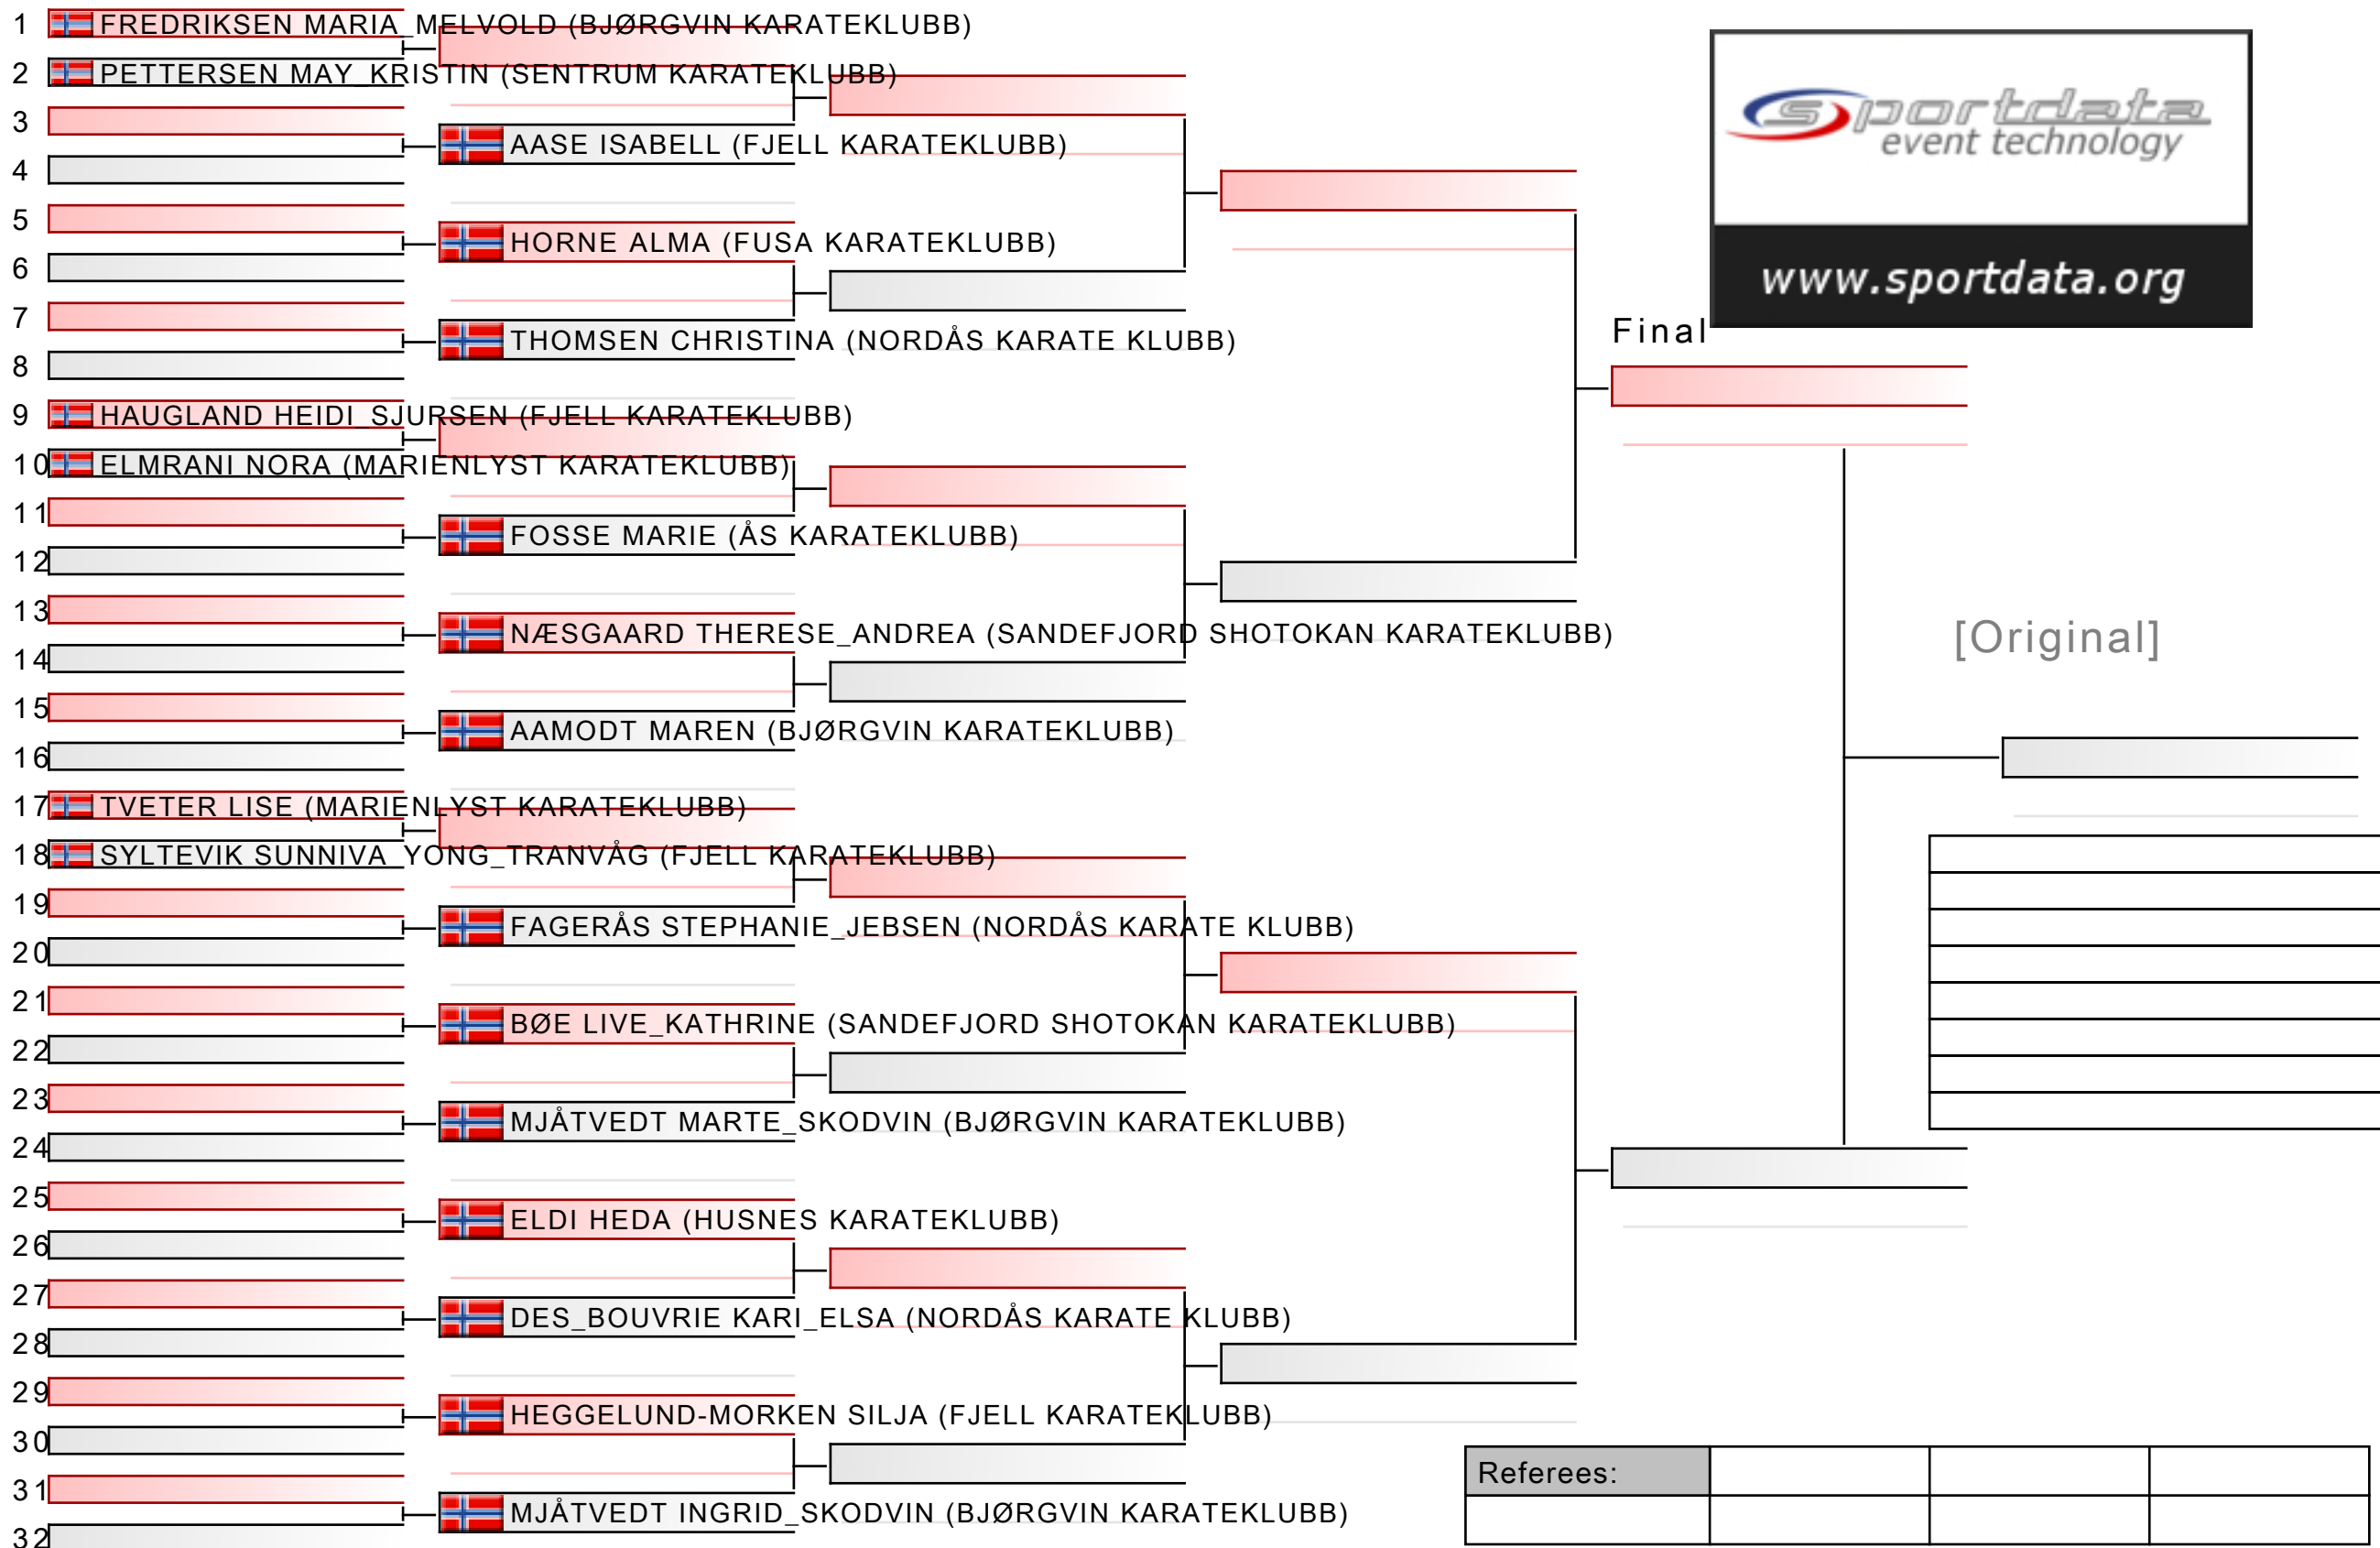 1 FREDRIKSEN MARIA_MELVOLD (BJØRGVIN KARATEKLUBB)
2 PETTERSEN MAY_KRISTIN (SENTRUM KARATEKLUBB)
3
AASE ISABELL (FJELL KARATEKLUBB)
4
5
HORNE ALMA (FUSA KARATEKLUBB)
6
7
THOMSEN CHRISTINA (NORDÅS KARATE KLUBB)
8
9 HAUGLAND HEIDI_SJURSEN (FJELL KARATEKLUBB)
10 ELMRANI NORA (MARIENLYST KARATEKLUBB)
11
FOSSE MARIE (ÅS KARATEKLUBB)
12
13
NÆSGAARD THERESE_ANDREA (SANDEFJORD SHOTOKAN KARATEKLUBB)
14
15
AAMODT MAREN (BJØRGVIN KARATEKLUBB)
16
17 TVETER LISE (MARIENLYST KARATEKLUBB)
18 SYLTEVIK SUNNIVA_YONG_TRANVÅG (FJELL KARATEKLUBB)
19
FAGERÅS STEPHANIE_JEBSEN (NORDÅS KARATE KLUBB)
20
21
BØE LIVE_KATHRINE (SANDEFJORD SHOTOKAN KARATEKLUBB)
22
23
MJÅTVEDT MARTE_SKODVIN (BJØRGVIN KARATEKLUBB)
24
25
ELDI HEDA (HUSNES KARATEKLUBB)
26
27
DES_BOUVRIE KARI_ELSA (NORDÅS KARATE KLUBB)
28
29
HEGGELUND-MORKEN SILJA (FJELL KARATEKLUBB)
30
31
MJÅTVEDT INGRID_SKODVIN (BJØRGVIN KARATEKLUBB)
32
sportdata
event technology
www.sportdata.org
Final
[Original]
Referees: